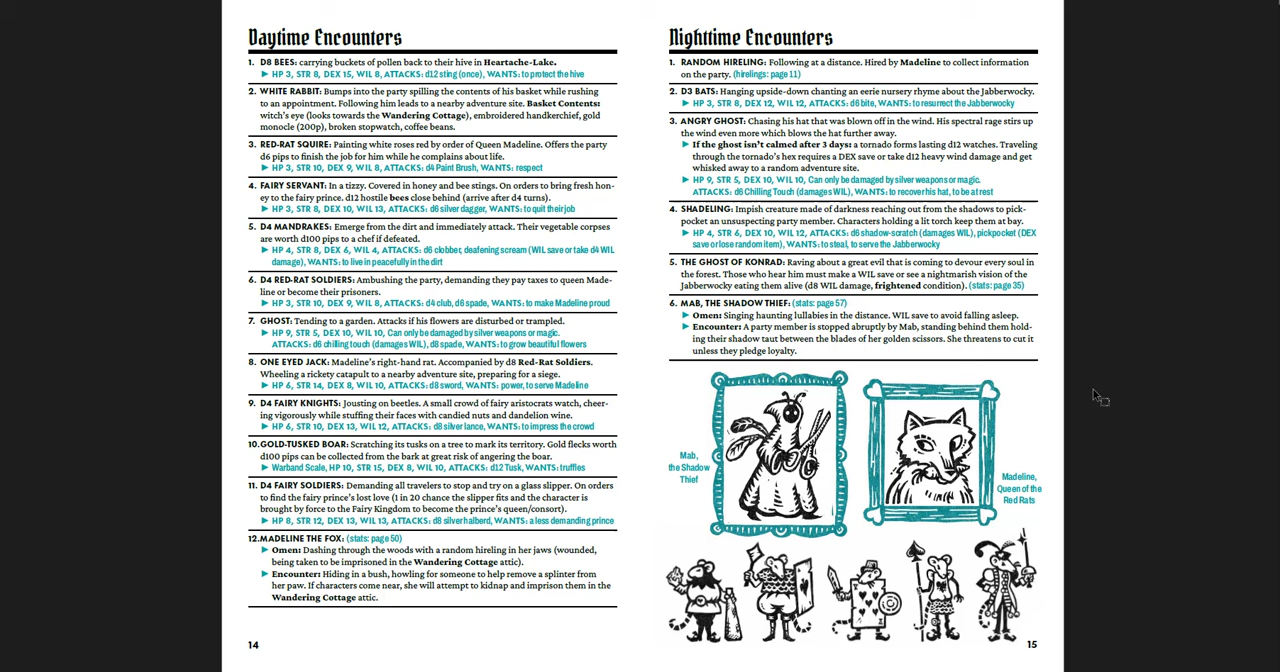 Daytime Encounters
1. D8 BEES: carrying buckets of pollen back to their hive in Heartache-Lake.
► HP 3, STR 8, DEX 15, WIL 8, ATTACKS: d12 sting (once), WANTS: to protect the hive
2. WHITE RABBIT: Bumps into the party spilling the contents of his basket while rushing
to an appointment. Following him leads to a nearby adventure site. Basket Contents:
witch's eye (looks towards the Wandering Cottage), embroidered handkerchief, gold
monocle (200p), broken stopwatch, coffee beans.
3. RED-RAT SQUIRE: Painting white roses red by order of Queen Madeline. Offers the party
d6 pips to finish the job for him while he complains about life.
► HP 3, STR 10, DEX 9, WIL 8, ATTACKS: d4 Paint Brush, WANTS: respect
4. FAIRY SERVANT: In a tizzy. Covered in honey and bee stings. On orders to bring fresh hon-
ey to the fairy prince. d12 hostile bees close behind (arrive after d4 turns).
► HP 3, STR 8, DEX 10, WIL 13, ATTACKS: d6 silver dagger, WANTS: to quit their job
5. D4 MANDRAKES: Emerge from the dirt and immediately attack. Their vegetable corpses
are worth d100 pips to a chef if defeated.
► HP 4, STR 8, DEX 6, WIL 4, ATTACKS: d6 clobber, deafening scream (WIL save or take d4 WIL
damage), WANTS: to live in peacefully in the dirt
6. D4 RED-RAT SOLDIERS: Ambushing the party, demanding they pay taxes to queen Made-
line or become their prisoners.
► HP 3, STR 10, DEX 9, WIL 8, ATTACKS: d4 club, d6 spade, WANTS: to make Madeline proud
7. GHOST: Tending to a garden. Attacks if his flowers are disturbed or trampled.
► HP 9, STR 5, DEX 10, WIL 10, Can only be damaged by silver weapons or magic.
ATTACKS: d6 chilling touch (damages WIL), d8 spade, WANTS: to grow beautiful flowers
8. ONE EYED JACK: Madeline's right-hand rat. Accompanied by d8 Red-Rat Soldiers.
Wheeling a rickety catapult to a nearby adventure site, preparing for a siege.
► HP 6, STR 14, DEX 8, WIL 10, ATTACKS: d8 sword, WANTS: power, to serve Madeline
9. D4 FAIRY KNIGHTS: Jousting on beetles. A small crowd of fairy aristocrats watch, cheer-
ing vigorously while stuffing their faces with candied nuts and dandelion wine.
► HP 6, STR 10, DEX 13, WIL 12, ATTACKS: d8 silver lance, WANTS: to impress the crowd
10. GOLD-TUSKED BOAR: Scratching its tusks on a tree to mark its territory. Gold flecks worth
d100 pips can be collected from the bark at great risk of angering the boar.
► Warband Scale, HP 10, STR 15, DEX 8, WIL 10, ATTACKS: d12 Tusk, WANTS: truffles
11. D4 FAIRY SOLDIERS: Demanding all travelers to stop and try on a glass slipper. On orders
to find the fairy prince's lost love (1 in 20 chance the slipper fits and the character is
brought by force to the Fairy Kingdom to become the prince's queen/consort).
► HP 8, STR 12, DEX 13, WIL 13, ATTACKS: d8 silver halberd, WANTS: a less demanding prince
12. MADELINE THE FOX: (stats: page 50)
► Omen: Dashing through the woods with a random hireling in her jaws (wounded,
being taken to be imprisoned in the Wandering Cottage attic).
► Encounter: Hiding in a bush, howling for someone to help remove a splinter from
her paw. If characters come near, she will attempt to kidnap and imprison them in the
Wandering Cottage attic.
14
Nighttime Encounters
1. RANDOM HIRELING: Following at a distance. Hired by Madeline to collect information
on the party. (hirelings: page 11)
2. D3 BATS: Hanging upside-down chanting an eerie nursery rhyme about the Jabberwocky.
► HP 3, STR 8, DEX 12, WIL 12, ATTACKS: d6 bite, WANTS: to resurrect the Jabberwocky
3. ANGRY GHOST: Chasing his hat that was blown off in the wind. His spectral rage stirs up
the wind even more which blows the hat further away.
► If the ghost isn't calmed after 3 days: a tornado forms lasting d12 watches. Traveling
through the tornado's hex requires a DEX save or take d12 heavy wind damage and get
whisked away to a random adventure site.
► HP 9, STR 5, DEX 10, WIL 10, Can only be damaged by silver weapons or magic.
ATTACKS: d6 Chilling Touch (damages WIL), WANTS: to recover his hat, to be at rest
4. SHADELING: Impish creature made of darkness reaching out from the shadows to pick-
pocket an unsuspecting party member. Characters holding a lit torch keep them at bay.
► HP 4, STR 6, DEX 10, WIL 12, ATTACKS: d6 shadow-scratch (damages WIL), pickpocket (DEX
save or lose random item), WANTS: to steal, to serve the Jabberwocky
5. THE GHOST OF KONRAD: Raving about a great evil that is coming to devour every soul in
the forest. Those who hear him must make a WIL save or see a nightmarish vision of the
Jabberwocky eating them alive (d8 WIL damage, frightened condition). (stats: page 35)
6. MAB, THE SHADOW THIEF: (stats: page 57)
► Omen: Singing haunting lullabies in the distance. WIL save to avoid falling asleep.
► Encounter: A party member is stopped abruptly by Mab, standing behind them hold-
ing their shadow taut between the blades of her golden scissors. She threatens to cut it
unless they pledge loyalty.
Mab,
the Shadow
Thief
Madeline,
Queen of the
Red Rats
15